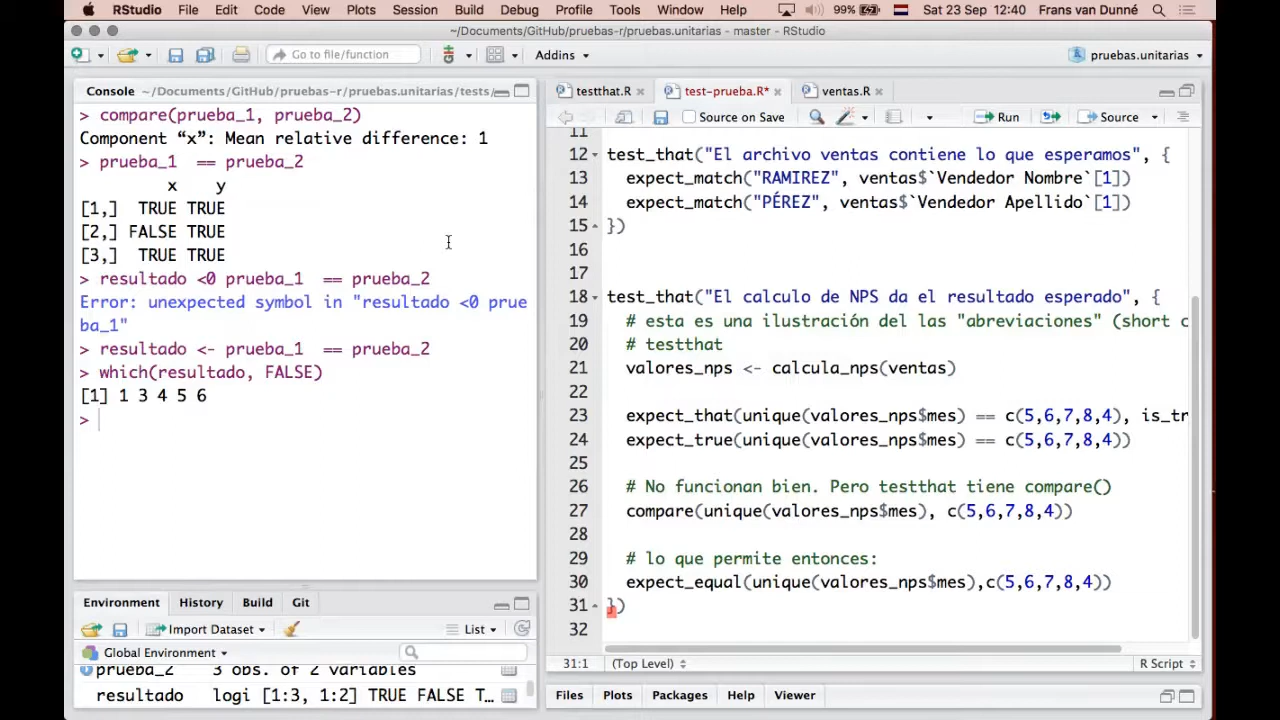 RStudio File Edit Code View Plots Session Build Debug Profile Tools Window Help 99% Sat 23 Sep 12:40 Frans van Dunné
~/Documents/GitHub/pruebas-r/pruebas.unitarias - master - RStudio
Go to file/function Addins pruebas.unitarias
Console ~/Documents/GitHub/pruebas-r/pruebas.unitarias/tests/
> compare(prueba_1, prueba_2)
Component “x”: Mean relative difference: 1
> prueba_1  == prueba_2
x y
[1,] TRUE TRUE
[2,] FALSE TRUE
[3,] TRUE TRUE
> resultado <0 prueba_1  == prueba_2
Error: unexpected symbol in "resultado <0 prue
ba_1"
> resultado <- prueba_1  == prueba_2
> which(resultado, FALSE)
[1] 1 3 4 5 6
>
Environment History Build Git
Import Dataset List
Global Environment
prueba_2 3 obs. of 2 variables
resultado logi [1:3, 1:2] TRUE FALSE T…
testthat.R test-prueba.R* ventas.R
Source on Save Run Source
11
12 test_that("El archivo ventas contiene lo que esperamos", {
13 expect_match("RAMIREZ", ventas$`Vendedor Nombre`[1])
14 expect_match("PÉREZ", ventas$`Vendedor Apellido`[1])
15 })
16
17
18 test_that("El calculo de NPS da el resultado esperado", {
19 # esta es una ilustración del las "abreviaciones" (short c
20 # testthat
21 valores_nps <- calcula_nps(ventas)
22
23 expect_that(unique(valores_nps$mes) == c(5,6,7,8,4), is_tr
24 expect_true(unique(valores_nps$mes) == c(5,6,7,8,4))
25
26 # No funcionan bien. Pero testthat tiene compare()
27 compare(unique(valores_nps$mes), c(5,6,7,8,4))
28
29 # lo que permite entonces:
30 expect_equal(unique(valores_nps$mes),c(5,6,7,8,4))
31 })
32
31:1 (Top Level) R Script
Files Plots Packages Help Viewer